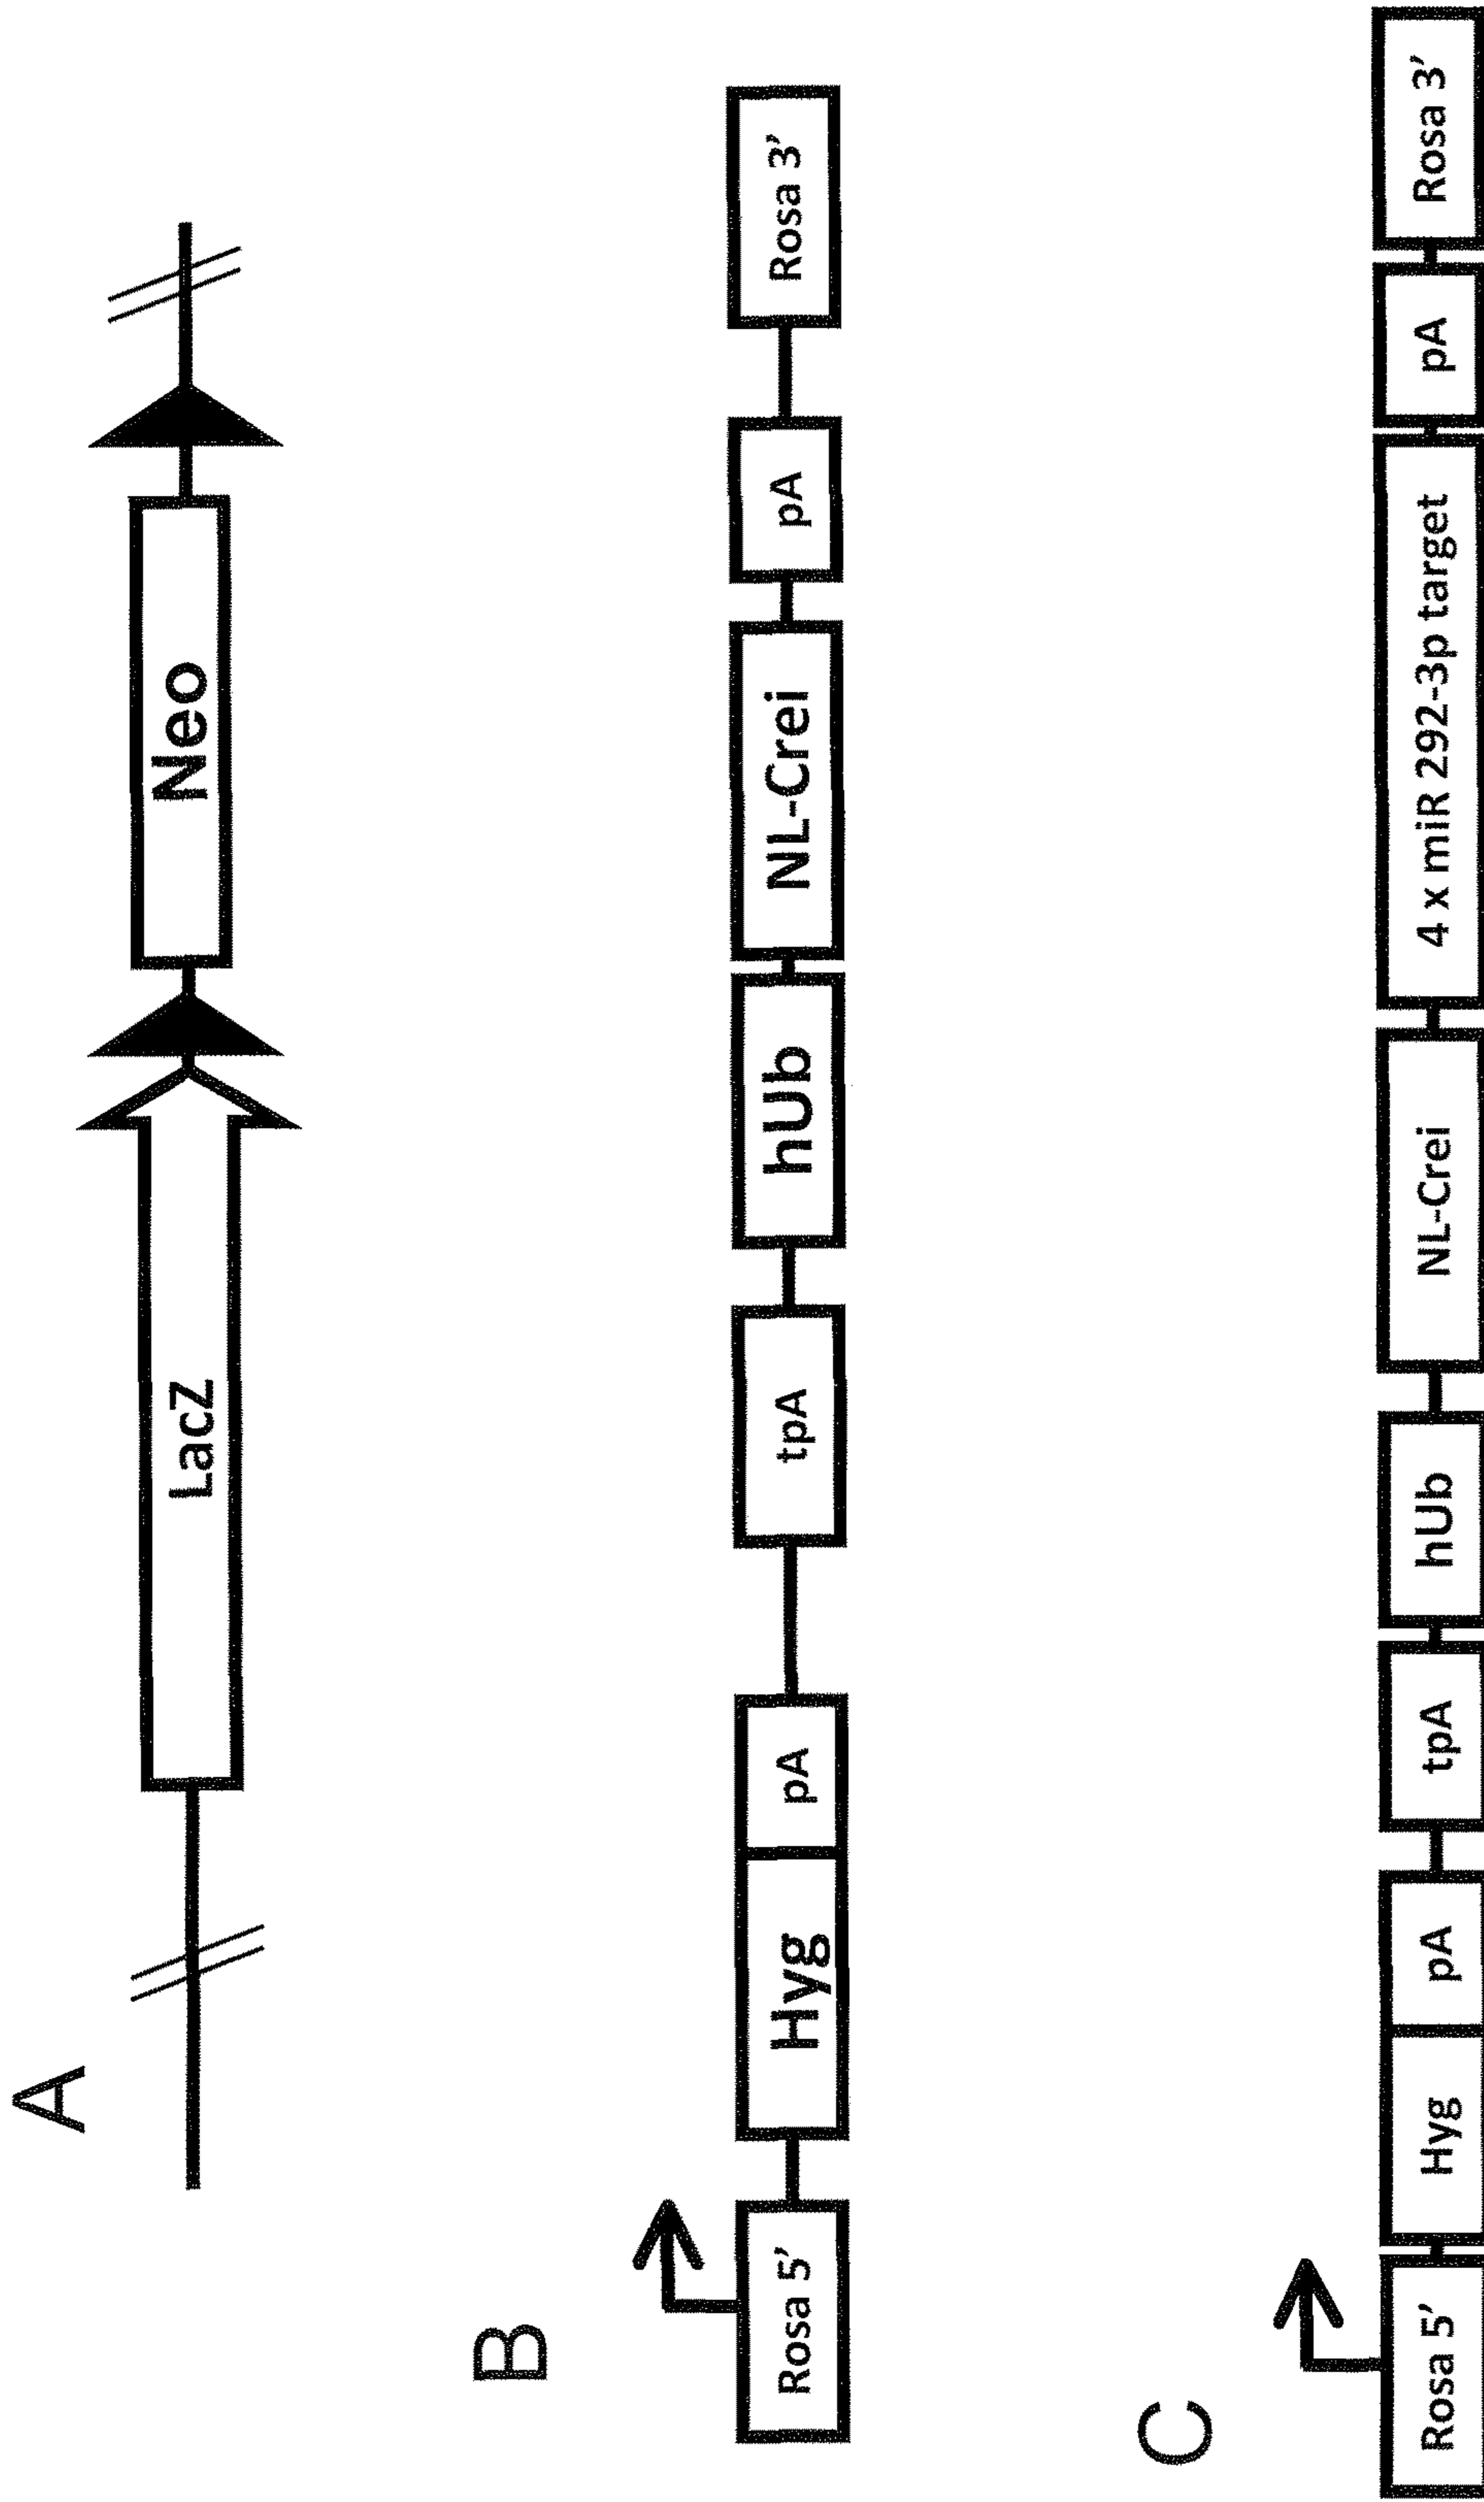 A
LacZ Neo
B
Rosa 5’ Hyg pA tpA hUb NL-Crei pA Rosa 3’
C
Rosa 5’ Hyg pA tpA hUb NL-Crei 4 x miR 292-3p target pA Rosa 3’